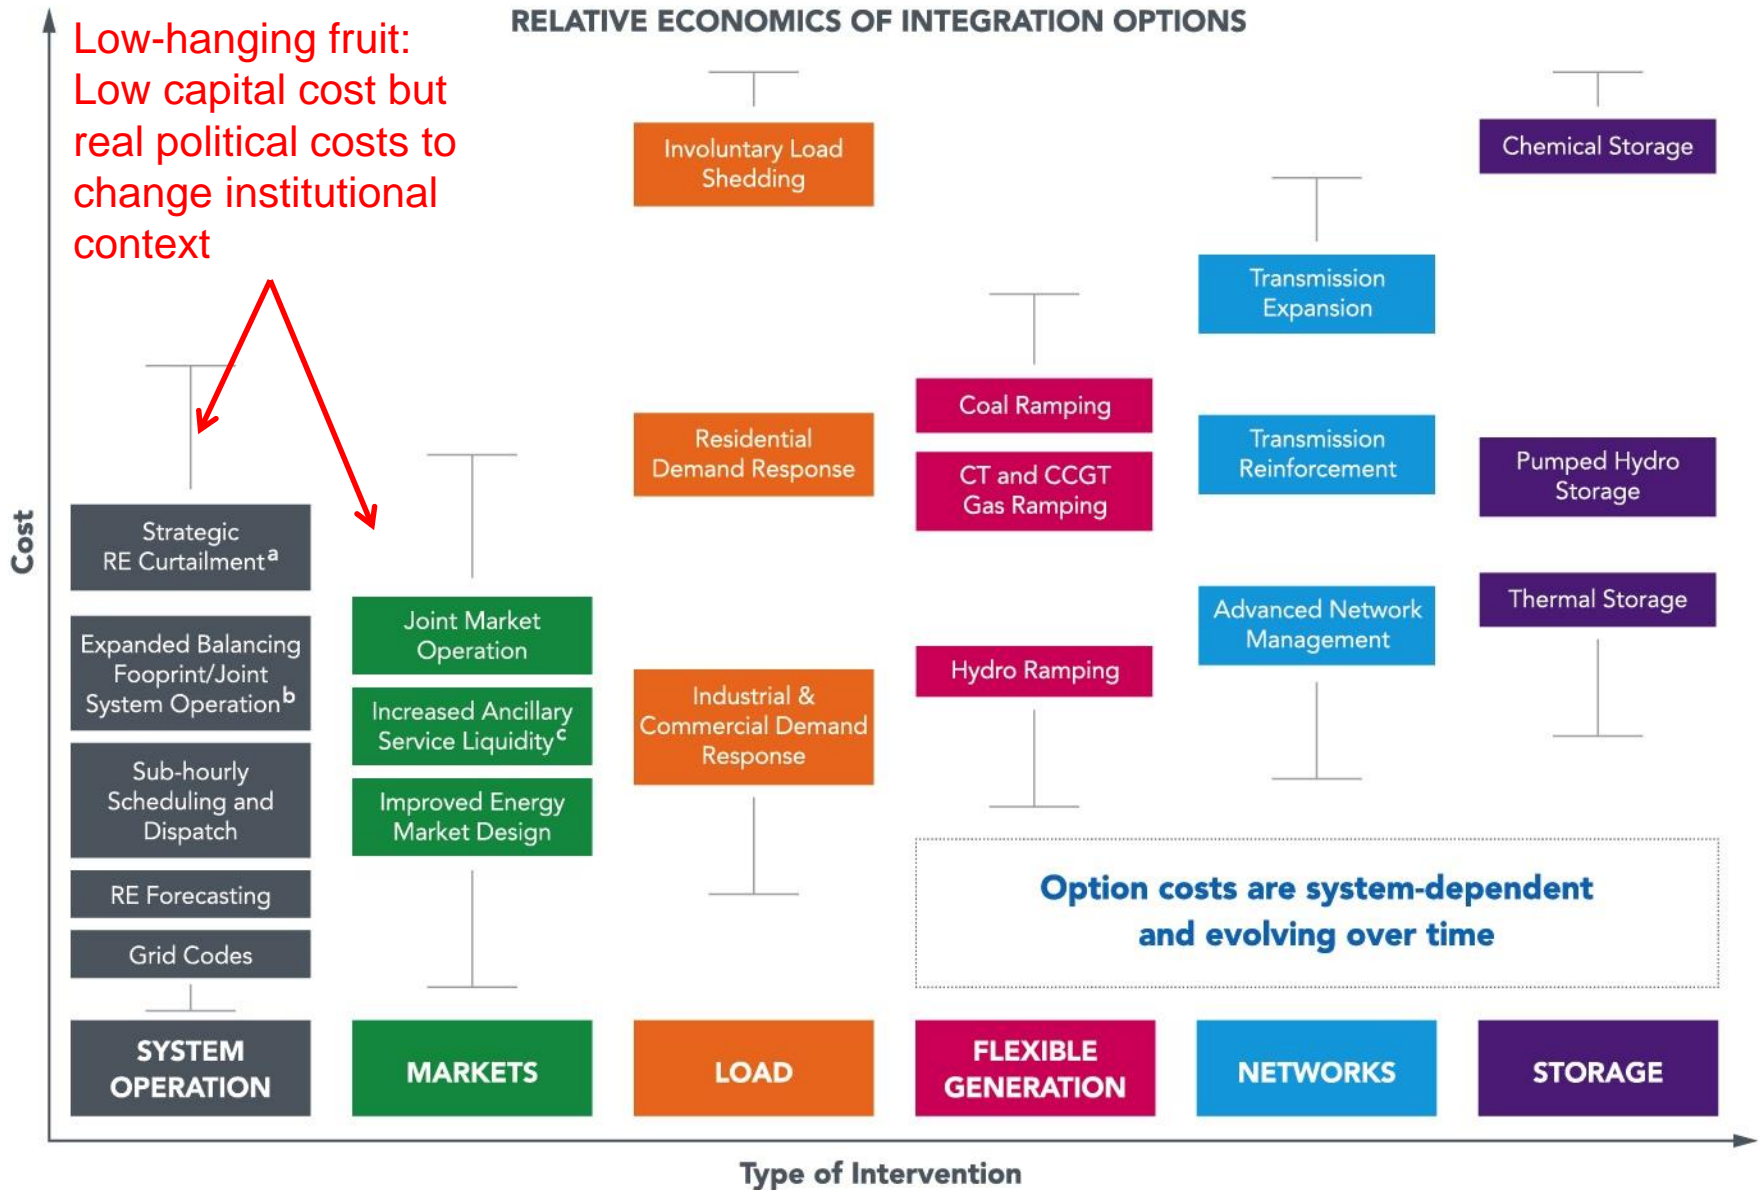 RELATIVE ECONOMICS OF INTEGRATION OPTIONS
Low-hanging fruit:
Low capital cost but
real political costs to
change institutional
context
Cost
Strategic
RE Curtailment a
Expanded Balancing
Fooprint/Joint
System Operation b
Sub-hourly
Scheduling and
Dispatch
RE Forecasting
Grid Codes
SYSTEM
OPERATION
Joint Market
Operation
Increased Ancillary
Service Liquidity c
Improved Energy
Market Design
MARKETS
Involuntary Load
Shedding
Residential
Demand Response
Industrial &
Commercial Demand
Response
LOAD
Coal Ramping
CT and CCGT
Gas Ramping
Hydro Ramping
FLEXIBLE
GENERATION
Transmission
Expansion
Transmission
Reinforcement
Advanced Network
Management
NETWORKS
Chemical Storage
Pumped Hydro
Storage
Thermal Storage
STORAGE
Option costs are system-dependent
and evolving over time
Type of Intervention